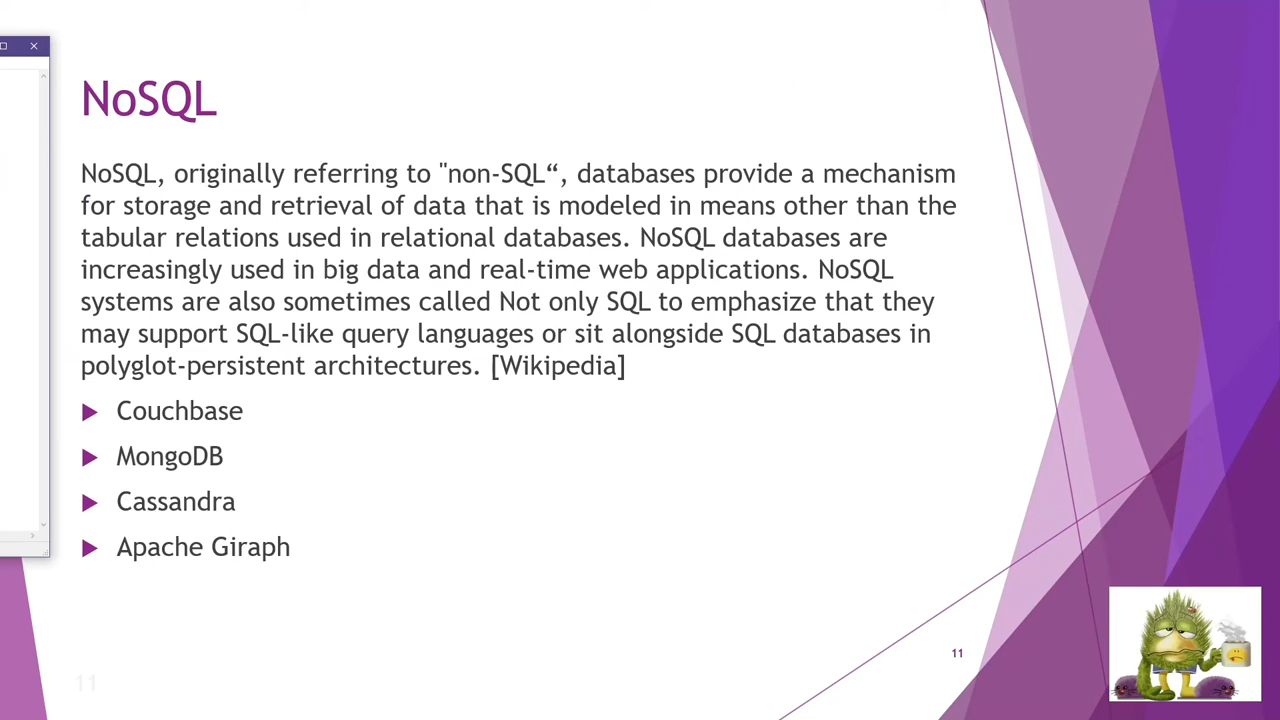 NoSQL
NoSQL, originally referring to "non-SQL“, databases provide a mechanism
for storage and retrieval of data that is modeled in means other than the
tabular relations used in relational databases. NoSQL databases are
increasingly used in big data and real-time web applications. NoSQL
systems are also sometimes called Not only SQL to emphasize that they
may support SQL-like query languages or sit alongside SQL databases in
polyglot-persistent architectures. [Wikipedia]
Couchbase
MongoDB
Cassandra
Apache Giraph
11
11